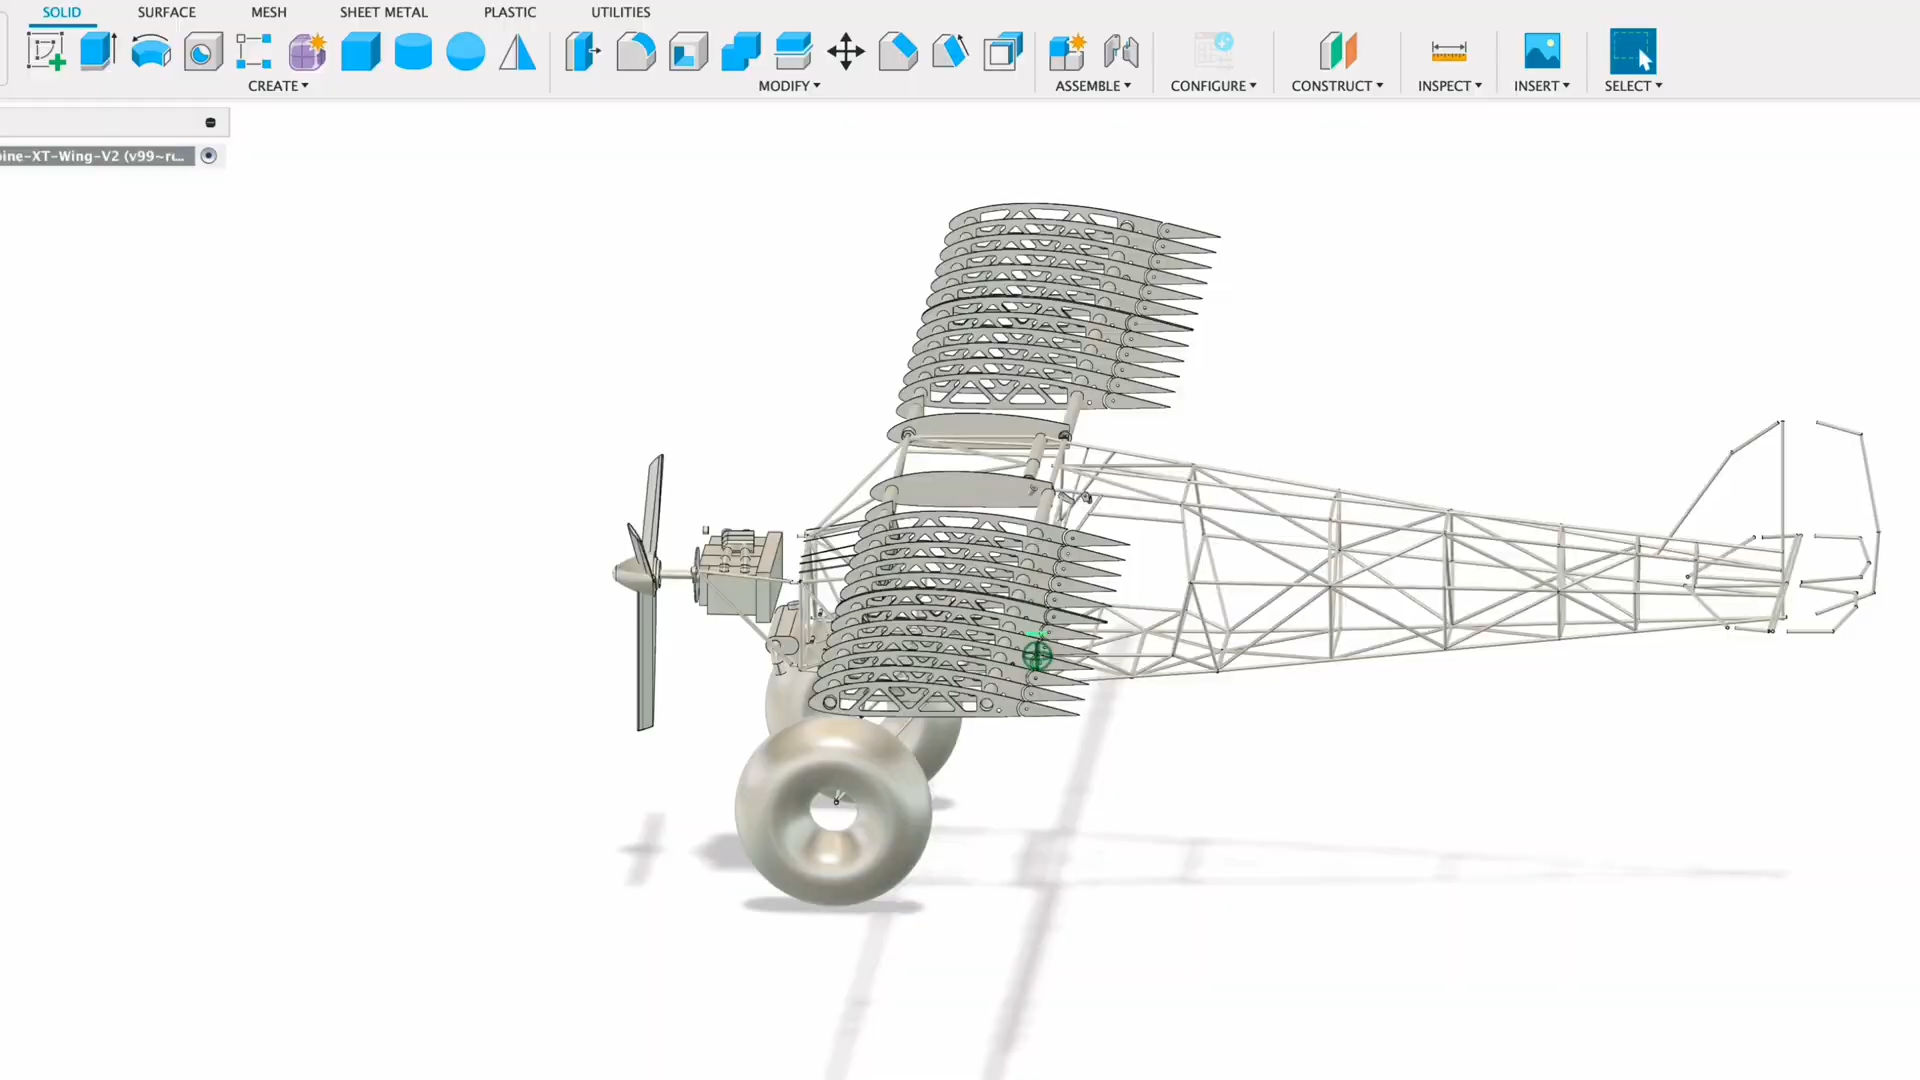 SOLID SURFACE MESH SHEET METAL PLASTIC UTILITIES
CREATE MODIFY ASSEMBLE CONFIGURE CONSTRUCT INSPECT INSERT SELECT
ine-XT-Wing-V2 (v99~r...